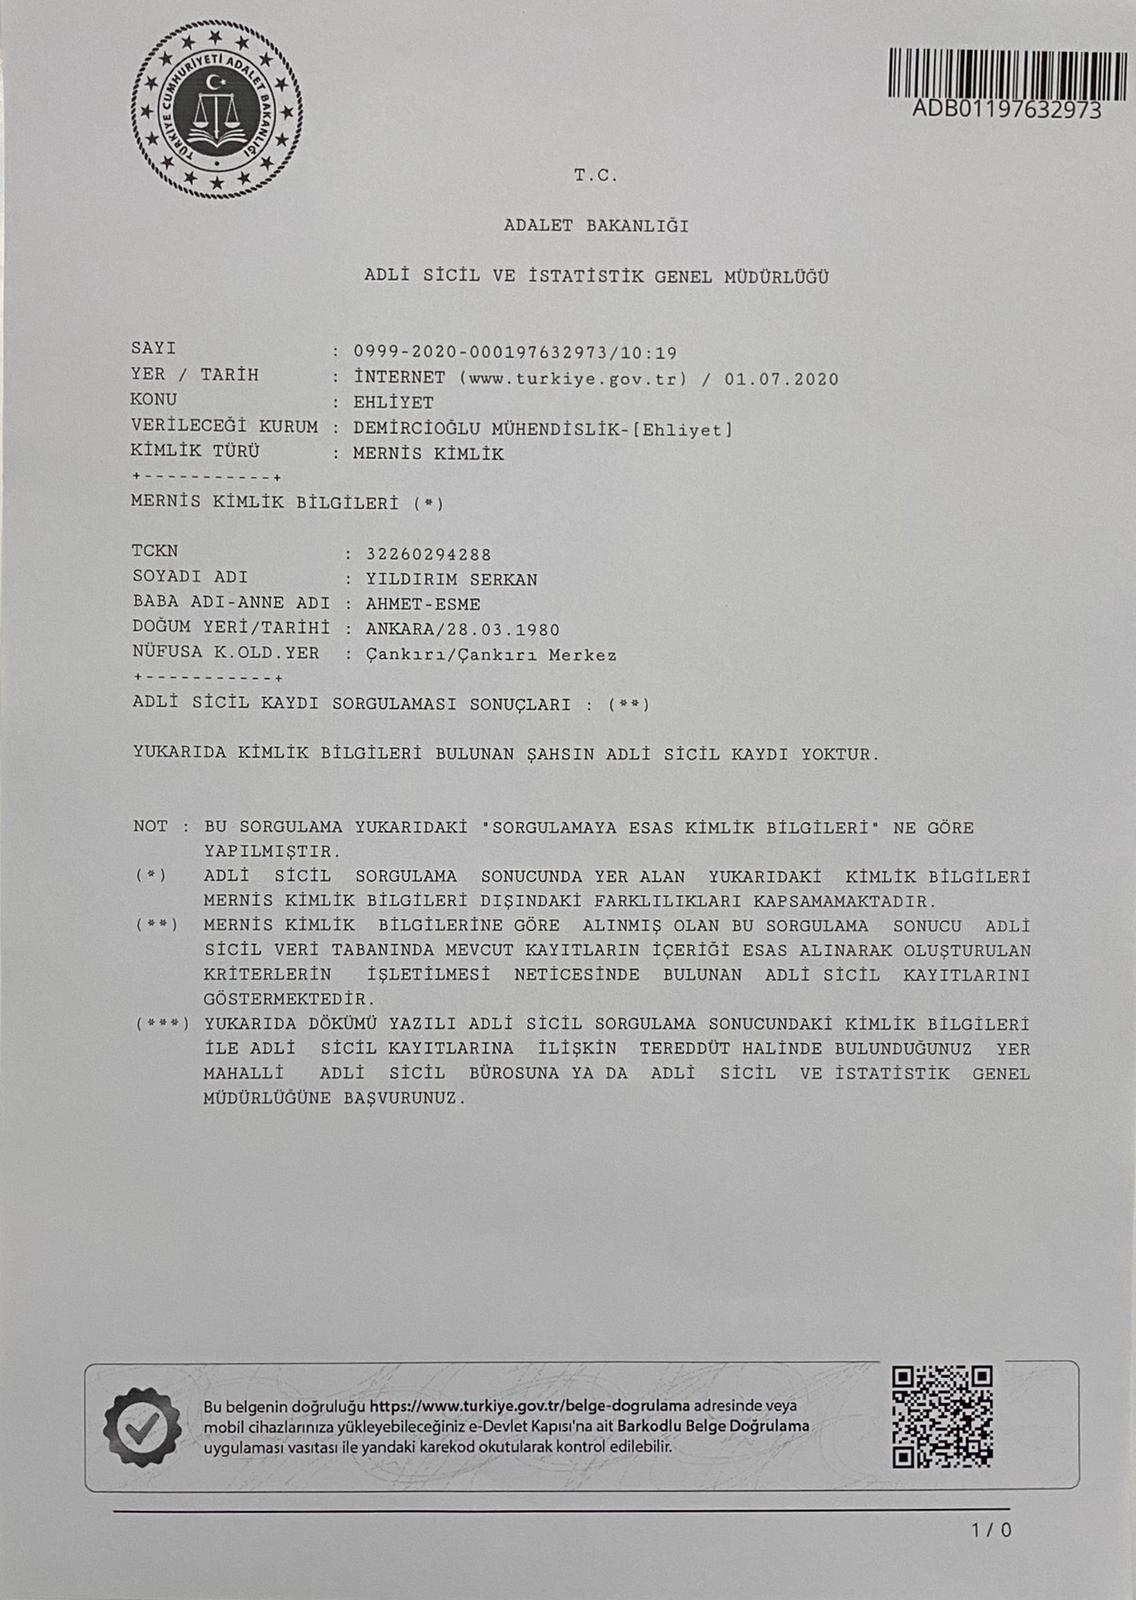 TÜRKİYE CUMHURİYETİ ADALET BAKANLIĞI
ADB01197632973
T.C.
ADALET BAKANLIĞI
ADLİ SİCİL VE İSTATİSTİK GENEL MÜDÜRLÜĞÜ
SAYI : 0999-2020-000197632973/10:19
YER / TARİH : İNTERNET (www.turkiye.gov.tr) / 01.07.2020
KONU : EHLİYET
VERİLECEĞİ KURUM : DEMİRCİOĞLU MÜHENDİSLİK-[Ehliyet]
KİMLİK TÜRÜ : MERNİS KİMLİK
+-----------+
MERNİS KİMLİK BİLGİLERİ (*)
TCKN : 32260294288
SOYADI ADI : YILDIRIM SERKAN
BABA ADI-ANNE ADI : AHMET-ESME
DOĞUM YERİ/TARİHİ : ANKARA/28.03.1980
NÜFUSA K.OLD.YER : Çankırı/Çankırı Merkez
+-----------+
ADLİ SİCİL KAYDI SORGULAMASI SONUÇLARI : (**)
YUKARIDA KİMLİK BİLGİLERİ BULUNAN ŞAHSIN ADLİ SİCİL KAYDI YOKTUR.
NOT : BU SORGULAMA YUKARIDAKİ "SORGULAMAYA ESAS KİMLİK BİLGİLERİ" NE GÖRE
YAPILMIŞTIR.
(*) ADLİ SİCİL SORGULAMA SONUCUNDA YER ALAN YUKARIDAKİ KİMLİK BİLGİLERİ
MERNİS KİMLİK BİLGİLERİ DIŞINDAKİ FARKLILIKLARI KAPSAMAMAKTADIR.
(**) MERNİS KİMLİK BİLGİLERİNE GÖRE ALINMIŞ OLAN BU SORGULAMA SONUCU ADLİ
SİCİL VERİ TABANINDA MEVCUT KAYITLARIN İÇERİĞİ ESAS ALINARAK OLUŞTURULAN
KRİTERLERİN İŞLETİLMESİ NETİCESİNDE BULUNAN ADLİ SİCİL KAYITLARINI
GÖSTERMEKTEDİR.
(***) YUKARIDA DÖKÜMÜ YAZILI ADLİ SİCİL SORGULAMA SONUCUNDAKİ KİMLİK BİLGİLERİ
İLE ADLİ SİCİL KAYITLARINA İLİŞKİN TEREDDÜT HALİNDE BULUNDUĞUNUZ YER
MAHALLİ ADLİ SİCİL BÜROSUNA YA DA ADLİ SİCİL VE İSTATİSTİK GENEL
MÜDÜRLÜĞÜNE BAŞVURUNUZ.
Bu belgenin doğruluğu https://www.turkiye.gov.tr/belge-dogrulama adresinde veya
mobil cihazlarınıza yükleyebileceğiniz e-Devlet Kapısı'na ait Barkodlu Belge Doğrulama
uygulaması vasıtası ile yandaki karekod okutularak kontrol edilebilir.
1 / 0